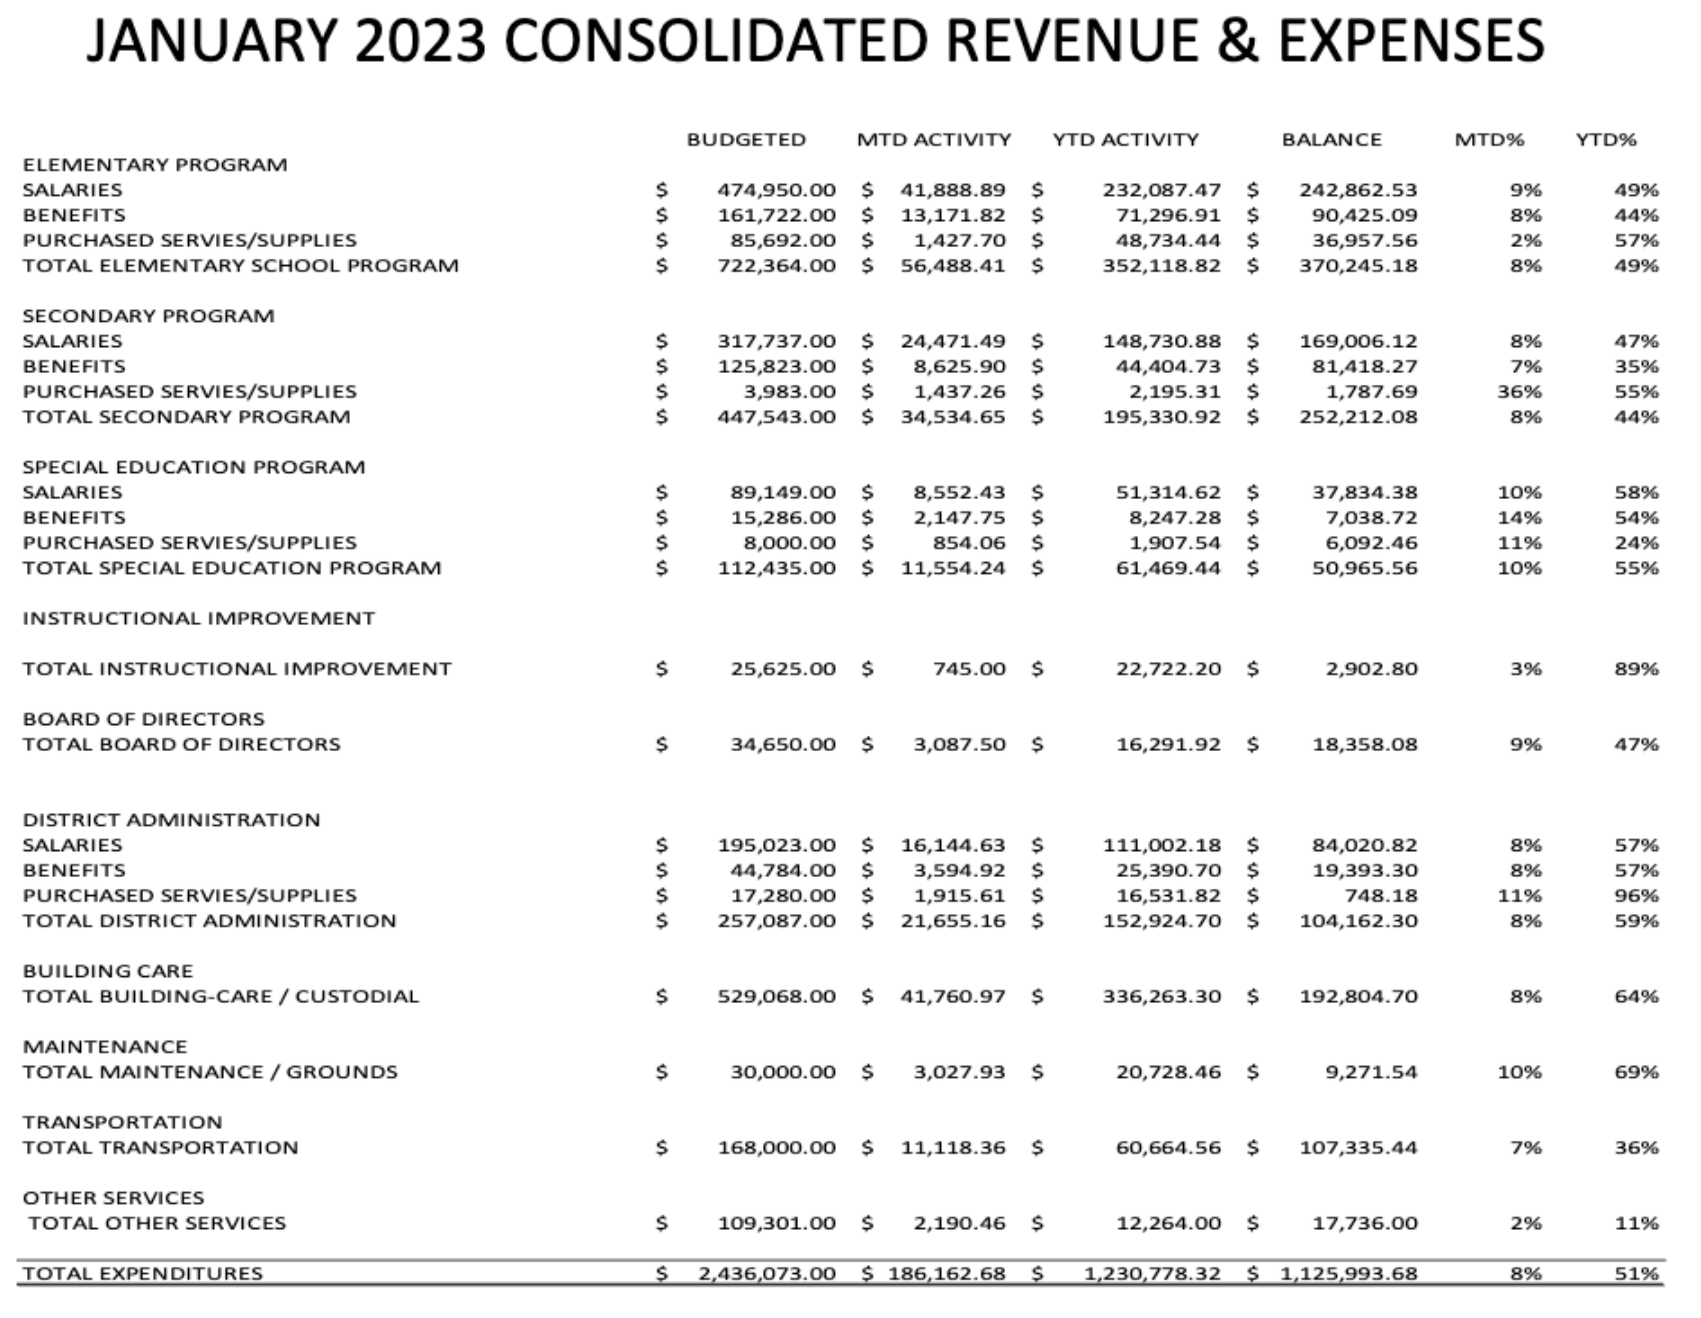 JANUARY 2023 CONSOLIDATED REVENUE & EXPENSES
BUDGETED MTD ACTIVITY YTD ACTIVITY BALANCE MTD% YTD%
ELEMENTARY PROGRAM
SALARIES $ 474,950.00 $ 41,888.89 $ 232,087.47 $ 242,862.53 9% 49%
BENEFITS $ 161,722.00 $ 13,171.82 $ 71,296.91 $ 90,425.09 8% 44%
PURCHASED SERVIES/SUPPLIES $ 85,692.00 $ 1,427.70 $ 48,734.44 $ 36,957.56 2% 57%
TOTAL ELEMENTARY SCHOOL PROGRAM $ 722,364.00 $ 56,488.41 $ 352,118.82 $ 370,245.18 8% 49%
SECONDARY PROGRAM
SALARIES $ 317,737.00 $ 24,471.49 $ 148,730.88 $ 169,006.12 8% 47%
BENEFITS $ 125,823.00 $ 8,625.90 $ 44,404.73 $ 81,418.27 7% 35%
PURCHASED SERVIES/SUPPLIES $ 3,983.00 $ 1,437.26 $ 2,195.31 $ 1,787.69 36% 55%
TOTAL SECONDARY PROGRAM $ 447,543.00 $ 34,534.65 $ 195,330.92 $ 252,212.08 8% 44%
SPECIAL EDUCATION PROGRAM
SALARIES $ 89,149.00 $ 8,552.43 $ 51,314.62 $ 37,834.38 10% 58%
BENEFITS $ 15,286.00 $ 2,147.75 $ 8,247.28 $ 7,038.72 14% 54%
PURCHASED SERVIES/SUPPLIES $ 8,000.00 $ 854.06 $ 1,907.54 $ 6,092.46 11% 24%
TOTAL SPECIAL EDUCATION PROGRAM $ 112,435.00 $ 11,554.24 $ 61,469.44 $ 50,965.56 10% 55%
INSTRUCTIONAL IMPROVEMENT
TOTAL INSTRUCTIONAL IMPROVEMENT $ 25,625.00 $ 745.00 $ 22,722.20 $ 2,902.80 3% 89%
BOARD OF DIRECTORS
TOTAL BOARD OF DIRECTORS $ 34,650.00 $ 3,087.50 $ 16,291.92 $ 18,358.08 9% 47%
DISTRICT ADMINISTRATION
SALARIES $ 195,023.00 $ 16,144.63 $ 111,002.18 $ 84,020.82 8% 57%
BENEFITS $ 44,784.00 $ 3,594.92 $ 25,390.70 $ 19,393.30 8% 57%
PURCHASED SERVIES/SUPPLIES $ 17,280.00 $ 1,915.61 $ 16,531.82 $ 748.18 11% 96%
TOTAL DISTRICT ADMINISTRATION $ 257,087.00 $ 21,655.16 $ 152,924.70 $ 104,162.30 8% 59%
BUILDING CARE
TOTAL BUILDING-CARE / CUSTODIAL $ 529,068.00 $ 41,760.97 $ 336,263.30 $ 192,804.70 8% 64%
MAINTENANCE
TOTAL MAINTENANCE / GROUNDS $ 30,000.00 $ 3,027.93 $ 20,728.46 $ 9,271.54 10% 69%
TRANSPORTATION
TOTAL TRANSPORTATION $ 168,000.00 $ 11,118.36 $ 60,664.56 $ 107,335.44 7% 36%
OTHER SERVICES
TOTAL OTHER SERVICES $ 109,301.00 $ 2,190.46 $ 12,264.00 $ 17,736.00 2% 11%
TOTAL EXPENDITURES $ 2,436,073.00 $ 186,162.68 $ 1,230,778.32 $ 1,125,993.68 8% 51%